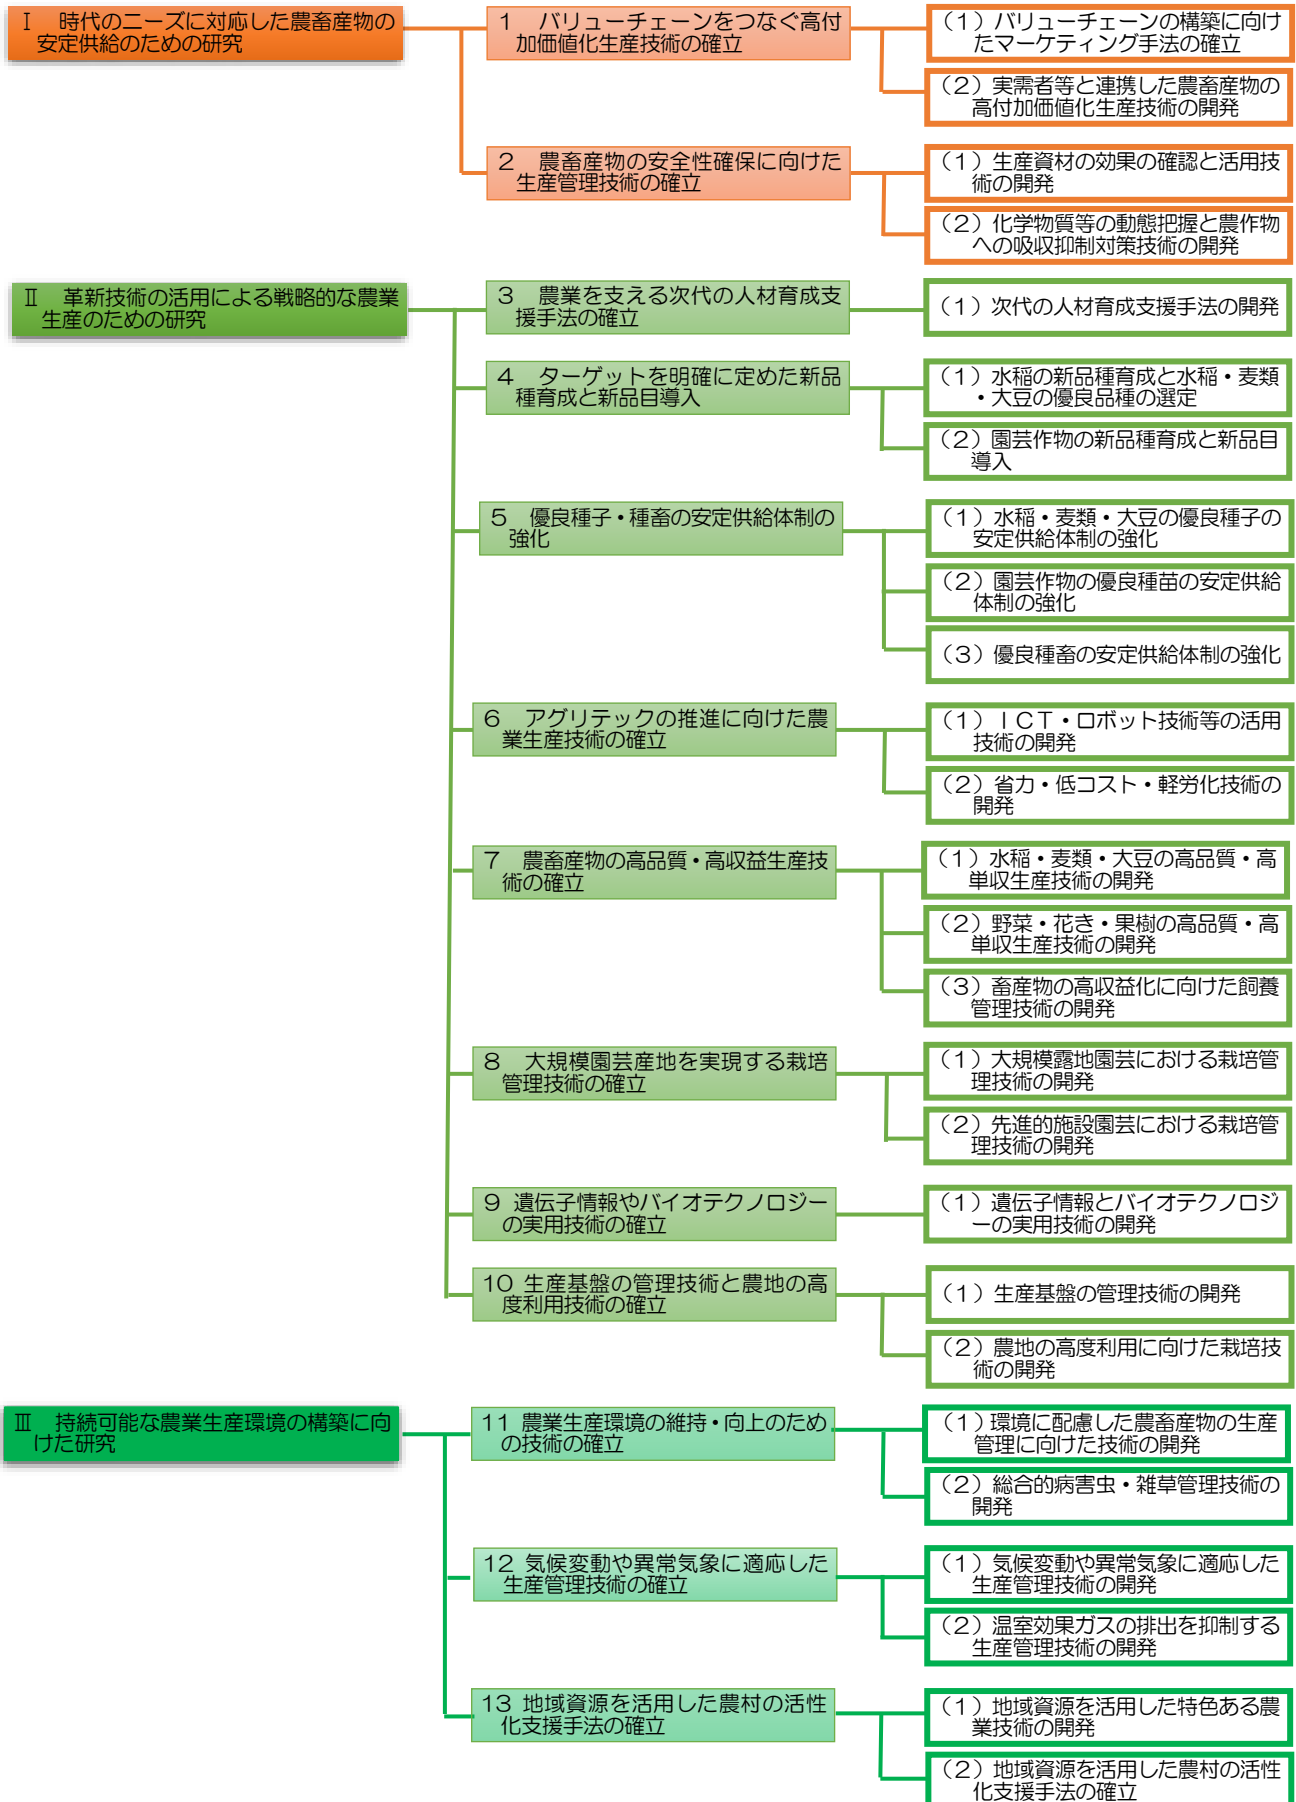 Ⅰ　時代のニーズに対応した農畜産物の
安定供給のための研究
1　バリューチェーンをつなぐ高付
加価値化生産技術の確立
（1）バリューチェーンの構築に向け
たマーケティング手法の確立
（2）実需者等と連携した農畜産物の
高付加価値化生産技術の開発
2　農畜産物の安全性確保に向けた
生産管理技術の確立
（1）生産資材の効果の確認と活用技
術の開発
（2）化学物質等の動態把握と農作物
への吸収抑制対策技術の開発
Ⅱ　革新技術の活用による戦略的な農業
生産のための研究
3　農業を支える次代の人材育成支
援手法の確立
（1）次代の人材育成支援手法の開発
4　ターゲットを明確に定めた新品
種育成と新品目導入
（1）水稲の新品種育成と水稲・麦類
・大豆の優良品種の選定
（2）園芸作物の新品種育成と新品目
導入
5　優良種子・種畜の安定供給体制の
強化
（1）水稲・麦類・大豆の優良種子の
安定供給体制の強化
（2）園芸作物の優良種苗の安定供給
体制の強化
（3）優良種畜の安定供給体制の強化
6　アグリテックの推進に向けた農
業生産技術の確立
（1）ＩＣＴ・ロボット技術等の活用
技術の開発
（2）省力・低コスト・軽労化技術の
開発
7　農畜産物の高品質・高収益生産技
術の確立
（1）水稲・麦類・大豆の高品質・高
単収生産技術の開発
（2）野菜・花き・果樹の高品質・高
単収生産技術の開発
（3）畜産物の高収益化に向けた飼養
管理技術の開発
8　大規模園芸産地を実現する栽培
管理技術の確立
（1）大規模露地園芸における栽培管
理技術の開発
（2）先進的施設園芸における栽培管
理技術の開発
9 遺伝子情報やバイオテクノロジー
の実用技術の確立
（1）遺伝子情報とバイオテクノロジ
ーの実用技術の開発
10 生産基盤の管理技術と農地の高
度利用技術の確立
（1）生産基盤の管理技術の開発
（2）農地の高度利用に向けた栽培技
術の開発
Ⅲ　持続可能な農業生産環境の構築に向
けた研究
11 農業生産環境の維持・向上のため
の技術の確立
（1）環境に配慮した農畜産物の生産
管理に向けた技術の開発
（2）総合的病害虫・雑草管理技術の
開発
12 気候変動や異常気象に適応した
生産管理技術の確立
（1）気候変動や異常気象に適応した
生産管理技術の開発
（2）温室効果ガスの排出を抑制する
生産管理技術の開発
13 地域資源を活用した農村の活性
化支援手法の確立
（1）地域資源を活用した特色ある農
業技術の開発
（2）地域資源を活用した農村の活性
化支援手法の確立